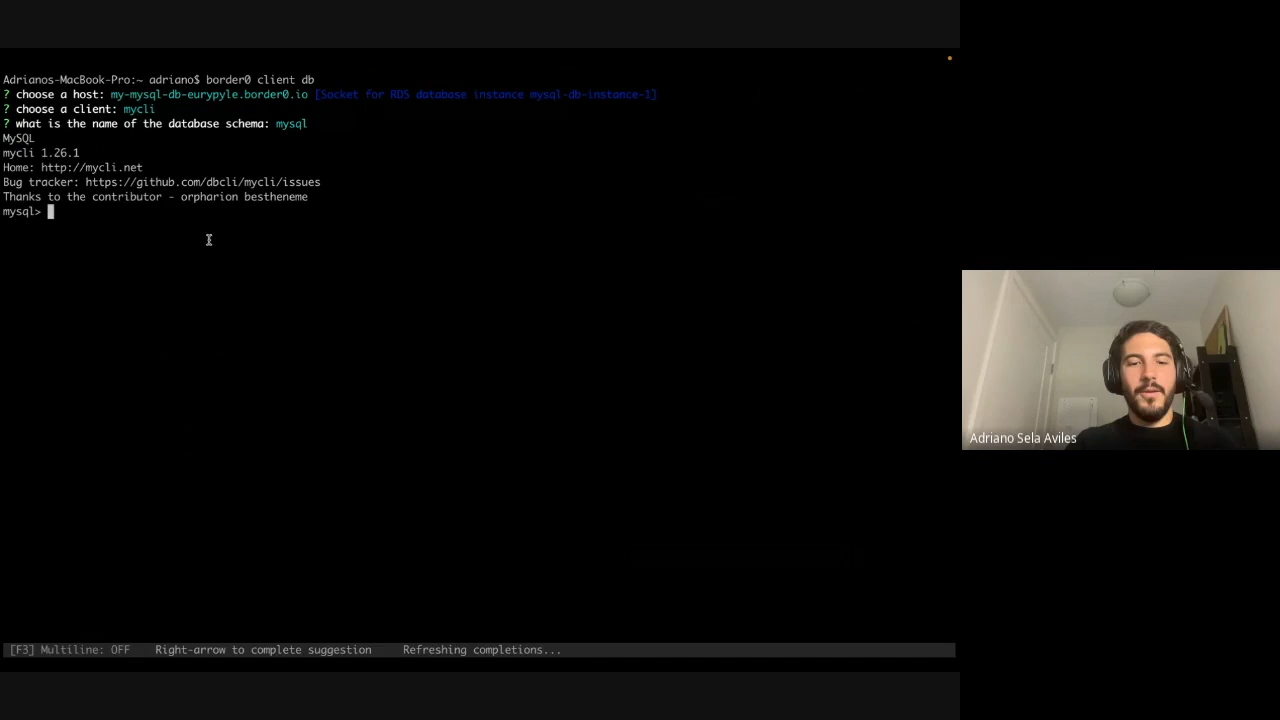 Adrianos-MacBook-Pro:~ adriano$ border0 client db
? choose a host: my-mysql-db-eurypyle.border0.io [Socket for RDS database instance mysql-db-instance-1]
? choose a client: mycli
? what is the name of the database schema: mysql
MySQL
mycli 1.26.1
Home: http://mycli.net
Bug tracker: https://github.com/dbcli/mycli/issues
Thanks to the contributor - orpharion bestheneme
mysql>
Adriano Sela Aviles
[F3] Multiline: OFF Right-arrow to complete suggestion Refreshing completions...